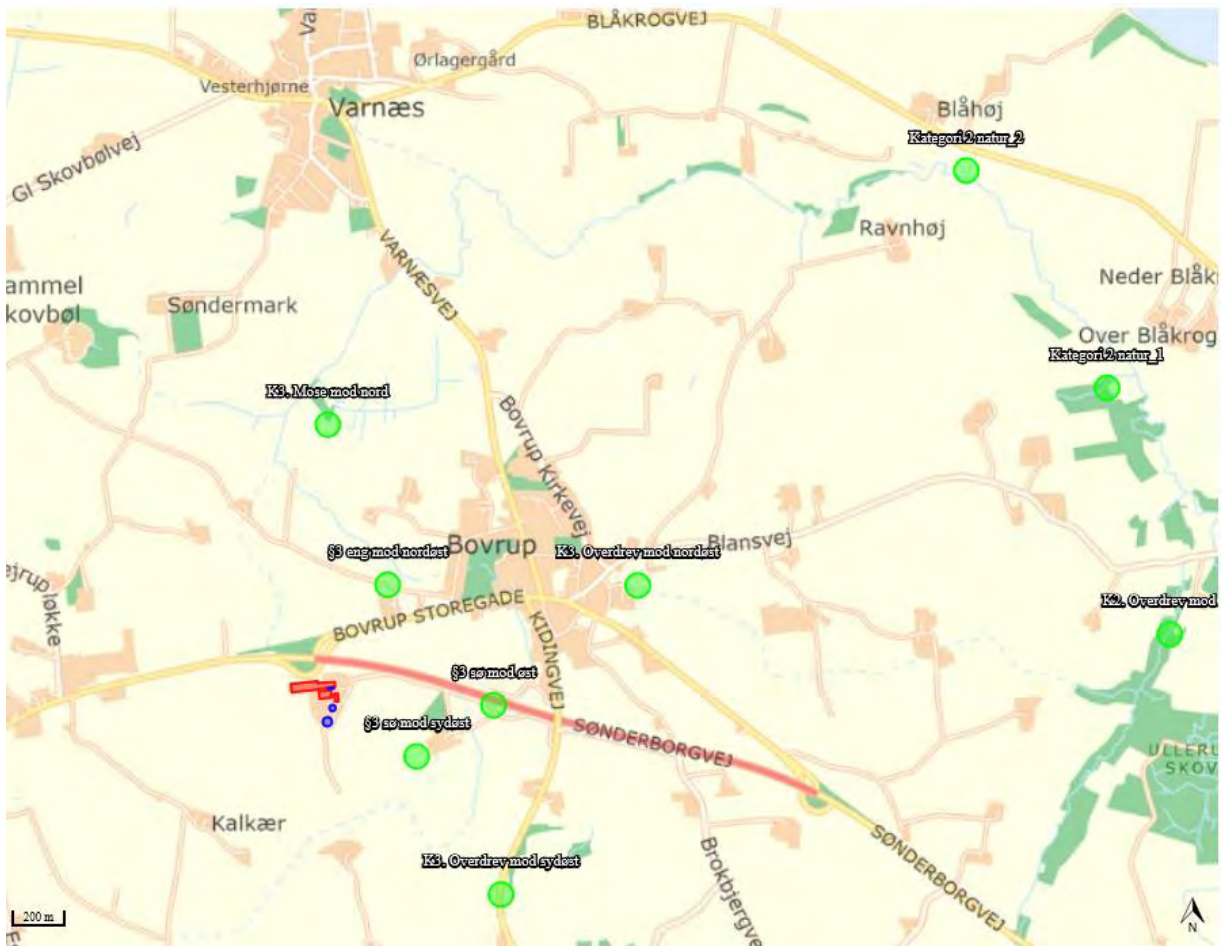 BLÅKROGVEJ
Ørlagergård
Vesterhjørne
Varnæs
Blåhøj
Kategori 2 natur_2
Gl Skovbølvej
Ravnhøj
VARNÆSVEJ
Neder Blåk
ammel
kovbøl
Søndermark
Over Blåkrog
Kategori 2 natur_1
K3. Mose mod nord
Bovrup Kirkevej
§3 eng mod nordøst
Bovrup
K3. Overdrev mod nordøst
Blansvej
ejrup løkke
K2. Overdrev mod
BOVRUP STOREGADE
KIDINGVEJ
§3 sø mod øst
§3 sø mod sydøst
SØNDERBORGVEJ
SKOV
Kalkær
K3. Overdrev mod sydøst
Brokbjergve
SØNDERBORGVEJ
200 m
N